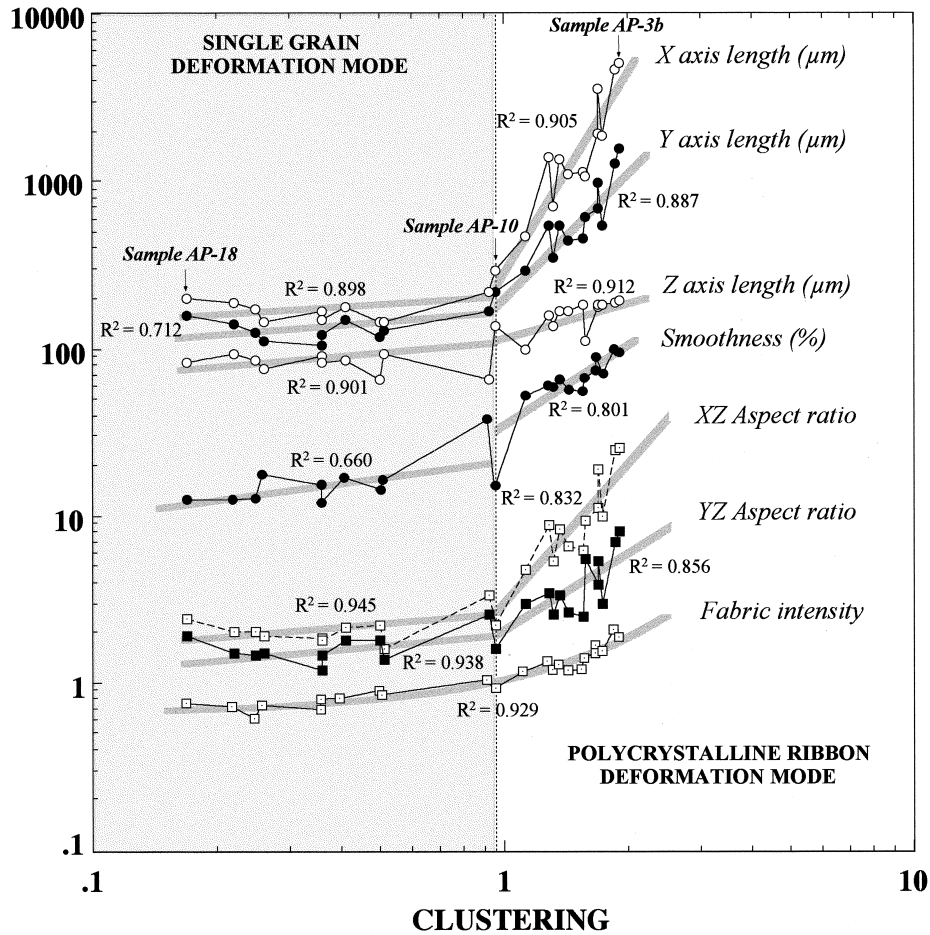 10000
1000
100
10
1
.1
.1
1
10
CLUSTERING
SINGLE GRAIN
DEFORMATION MODE
Sample AP-3b
X axis length (µm)
R² = 0.905
Y axis length (µm)
R² = 0.887
Sample AP-10
Sample AP-18
R² = 0.898
R² = 0.912
Z axis length (µm)
R² = 0.712
Smoothness (%)
R² = 0.901
R² = 0.801
XZ Aspect ratio
R² = 0.660
R² = 0.832
YZ Aspect ratio
R² = 0.856
R² = 0.945
Fabric intensity
R² = 0.938
R² = 0.929
POLYCRYSTALLINE RIBBON
DEFORMATION MODE